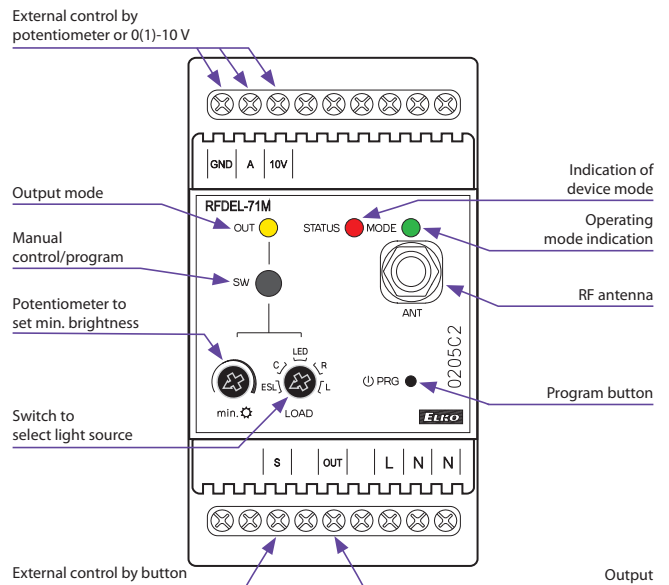 External control by
potentiometer or 0(1)-10 V
GND A 10V
RFDEL-71M
Indication of
device mode
Output mode
OUT STATUS MODE
Operating
mode indication
Manual
control/program
SW
RF antenna
ANT
Potentiometer to
set min. brightness
0205C2
LED
C R
ESL L
PRG
Program button
min. LOAD
ELKO
Switch to
select light source
S OUT L N N
External control by button
Output